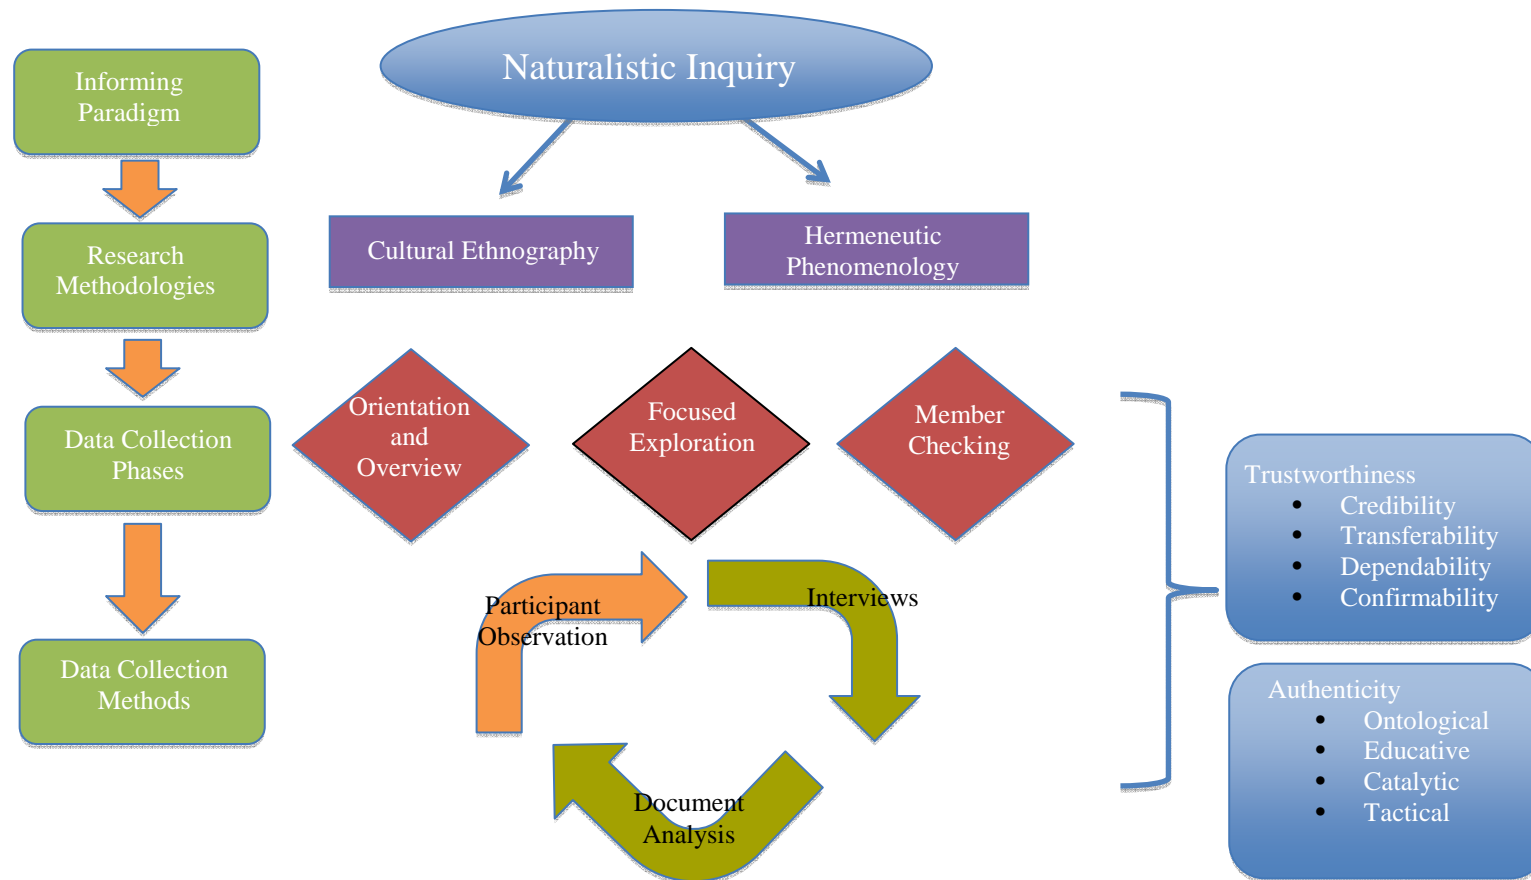 Informing
Paradigm
Naturalistic Inquiry
Research
Methodologies
Cultural Ethnography
Hermeneutic
Phenomenology
Data Collection
Phases
Orientation
and
Overview
Focused
Exploration
Member
Checking
Data Collection
Methods
Participant
Observation
Interviews
Document
Analysis
Trustworthiness
• Credibility
• Transferability
• Dependability
• Confirmability
Authenticity
• Ontological
• Educative
• Catalytic
• Tactical